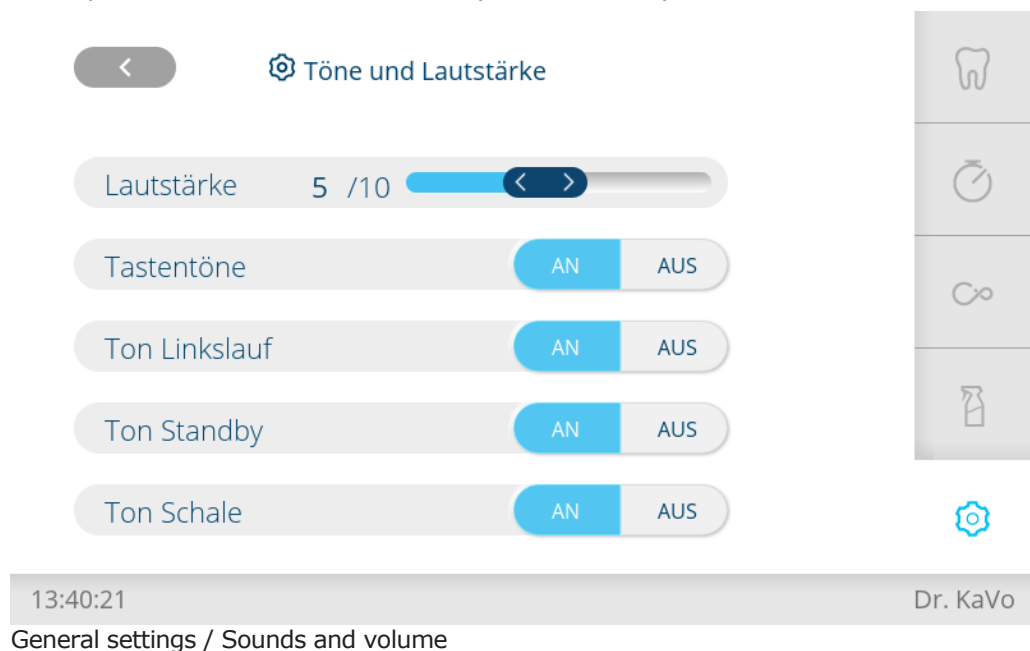 Töne und Lautstärke
Lautstärke 5 /10
Tastentöne AN AUS
Ton Linkslauf AN AUS
Ton Standby AN AUS
Ton Schale AN AUS
13:40:21 Dr. KaVo
General settings / Sounds and volume